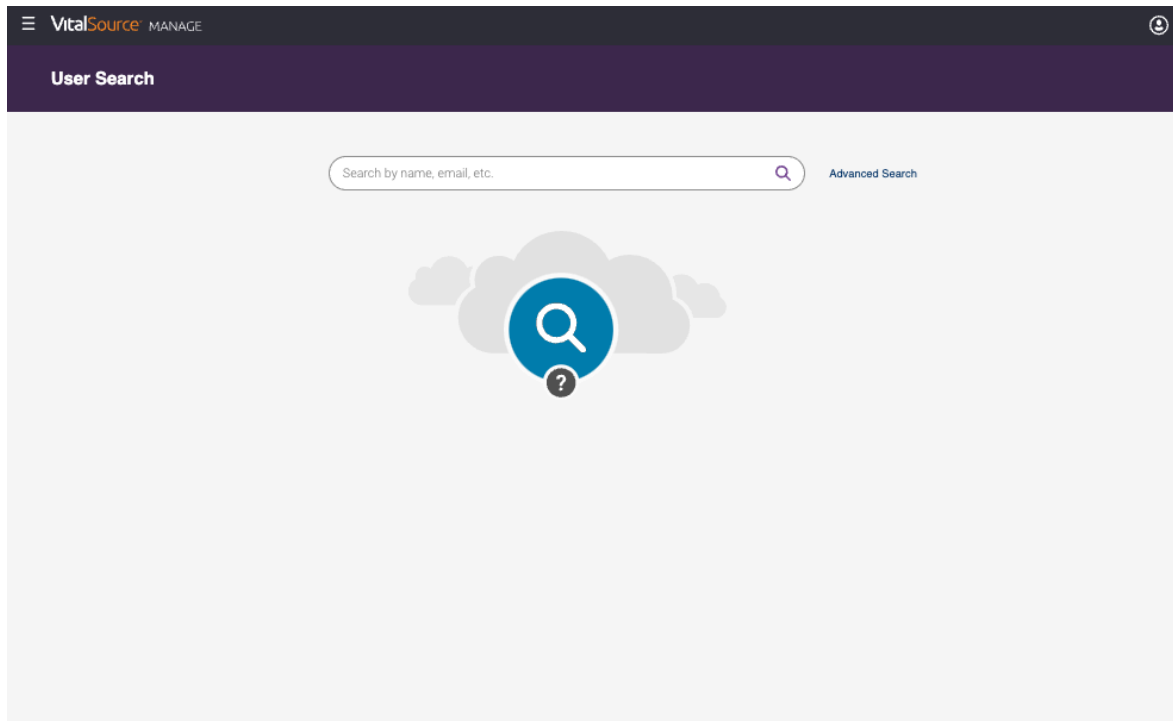 VitalSource MANAGE
User Search
Search by name, email, etc.
Advanced Search
?